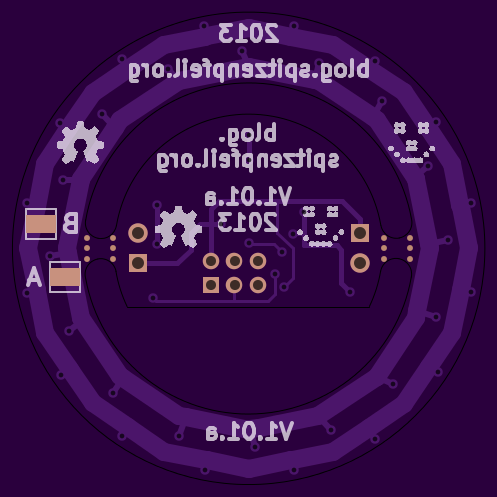 2013
blog.spitzenpfeil.org
blog.
spitzenpfeil.org
V1.01.a
2013
B
A
V1.01.a